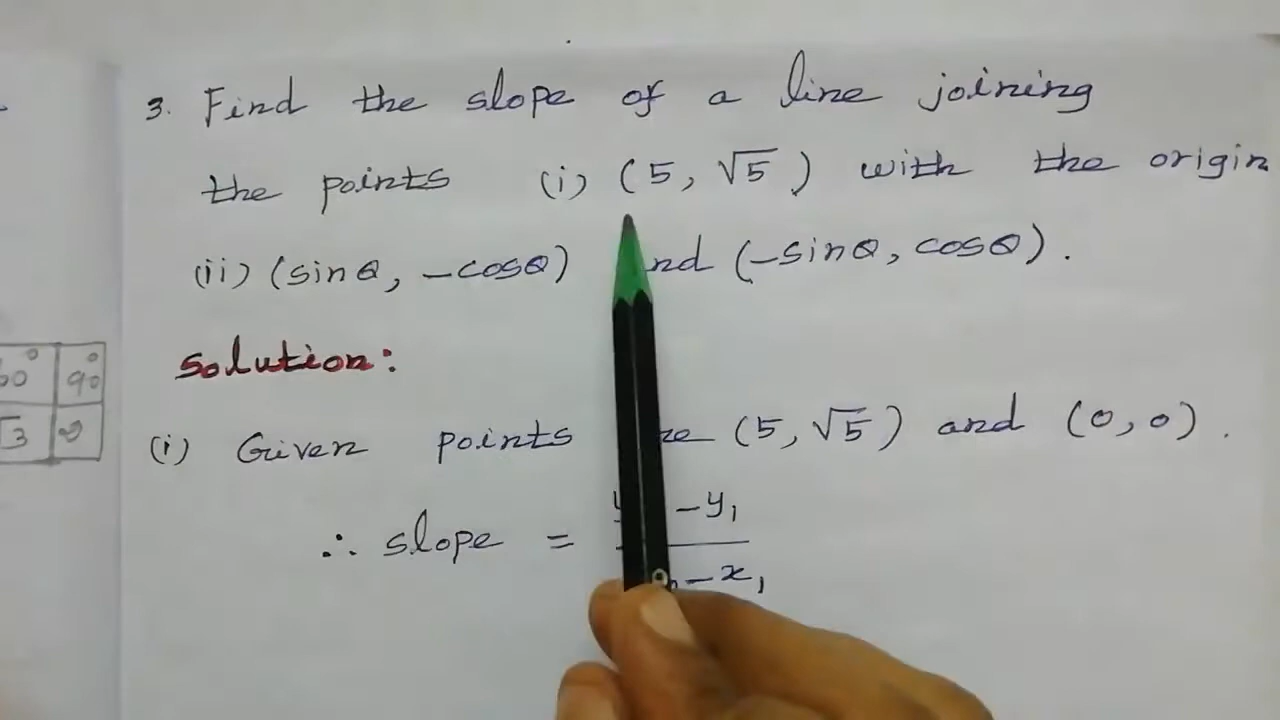 3. Find the slope of a line joining
the points (i) (5, √5) with the origin
(ii) (sinθ, -cosθ) (-sinθ, cosθ).
Solution:
(i) Given points (5, √5) and (0, 0).
∴ slope = - y₁
- x₁
90°
∞